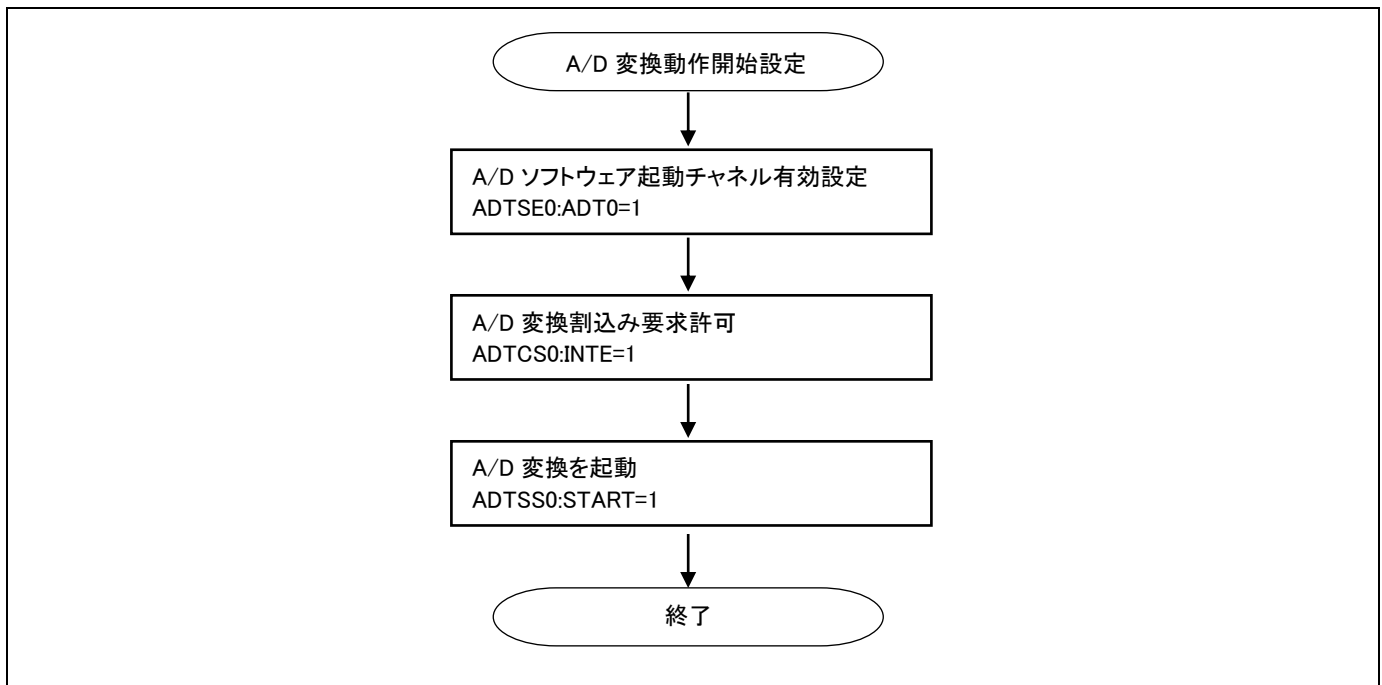 A/D 変換動作開始設定
A/D ソフトウェア起動チャネル有効設定
ADTSE0:ADT0=1
A/D 変換割込み要求許可
ADTCS0:INTE=1
A/D 変換を起動
ADTSS0:START=1
終了